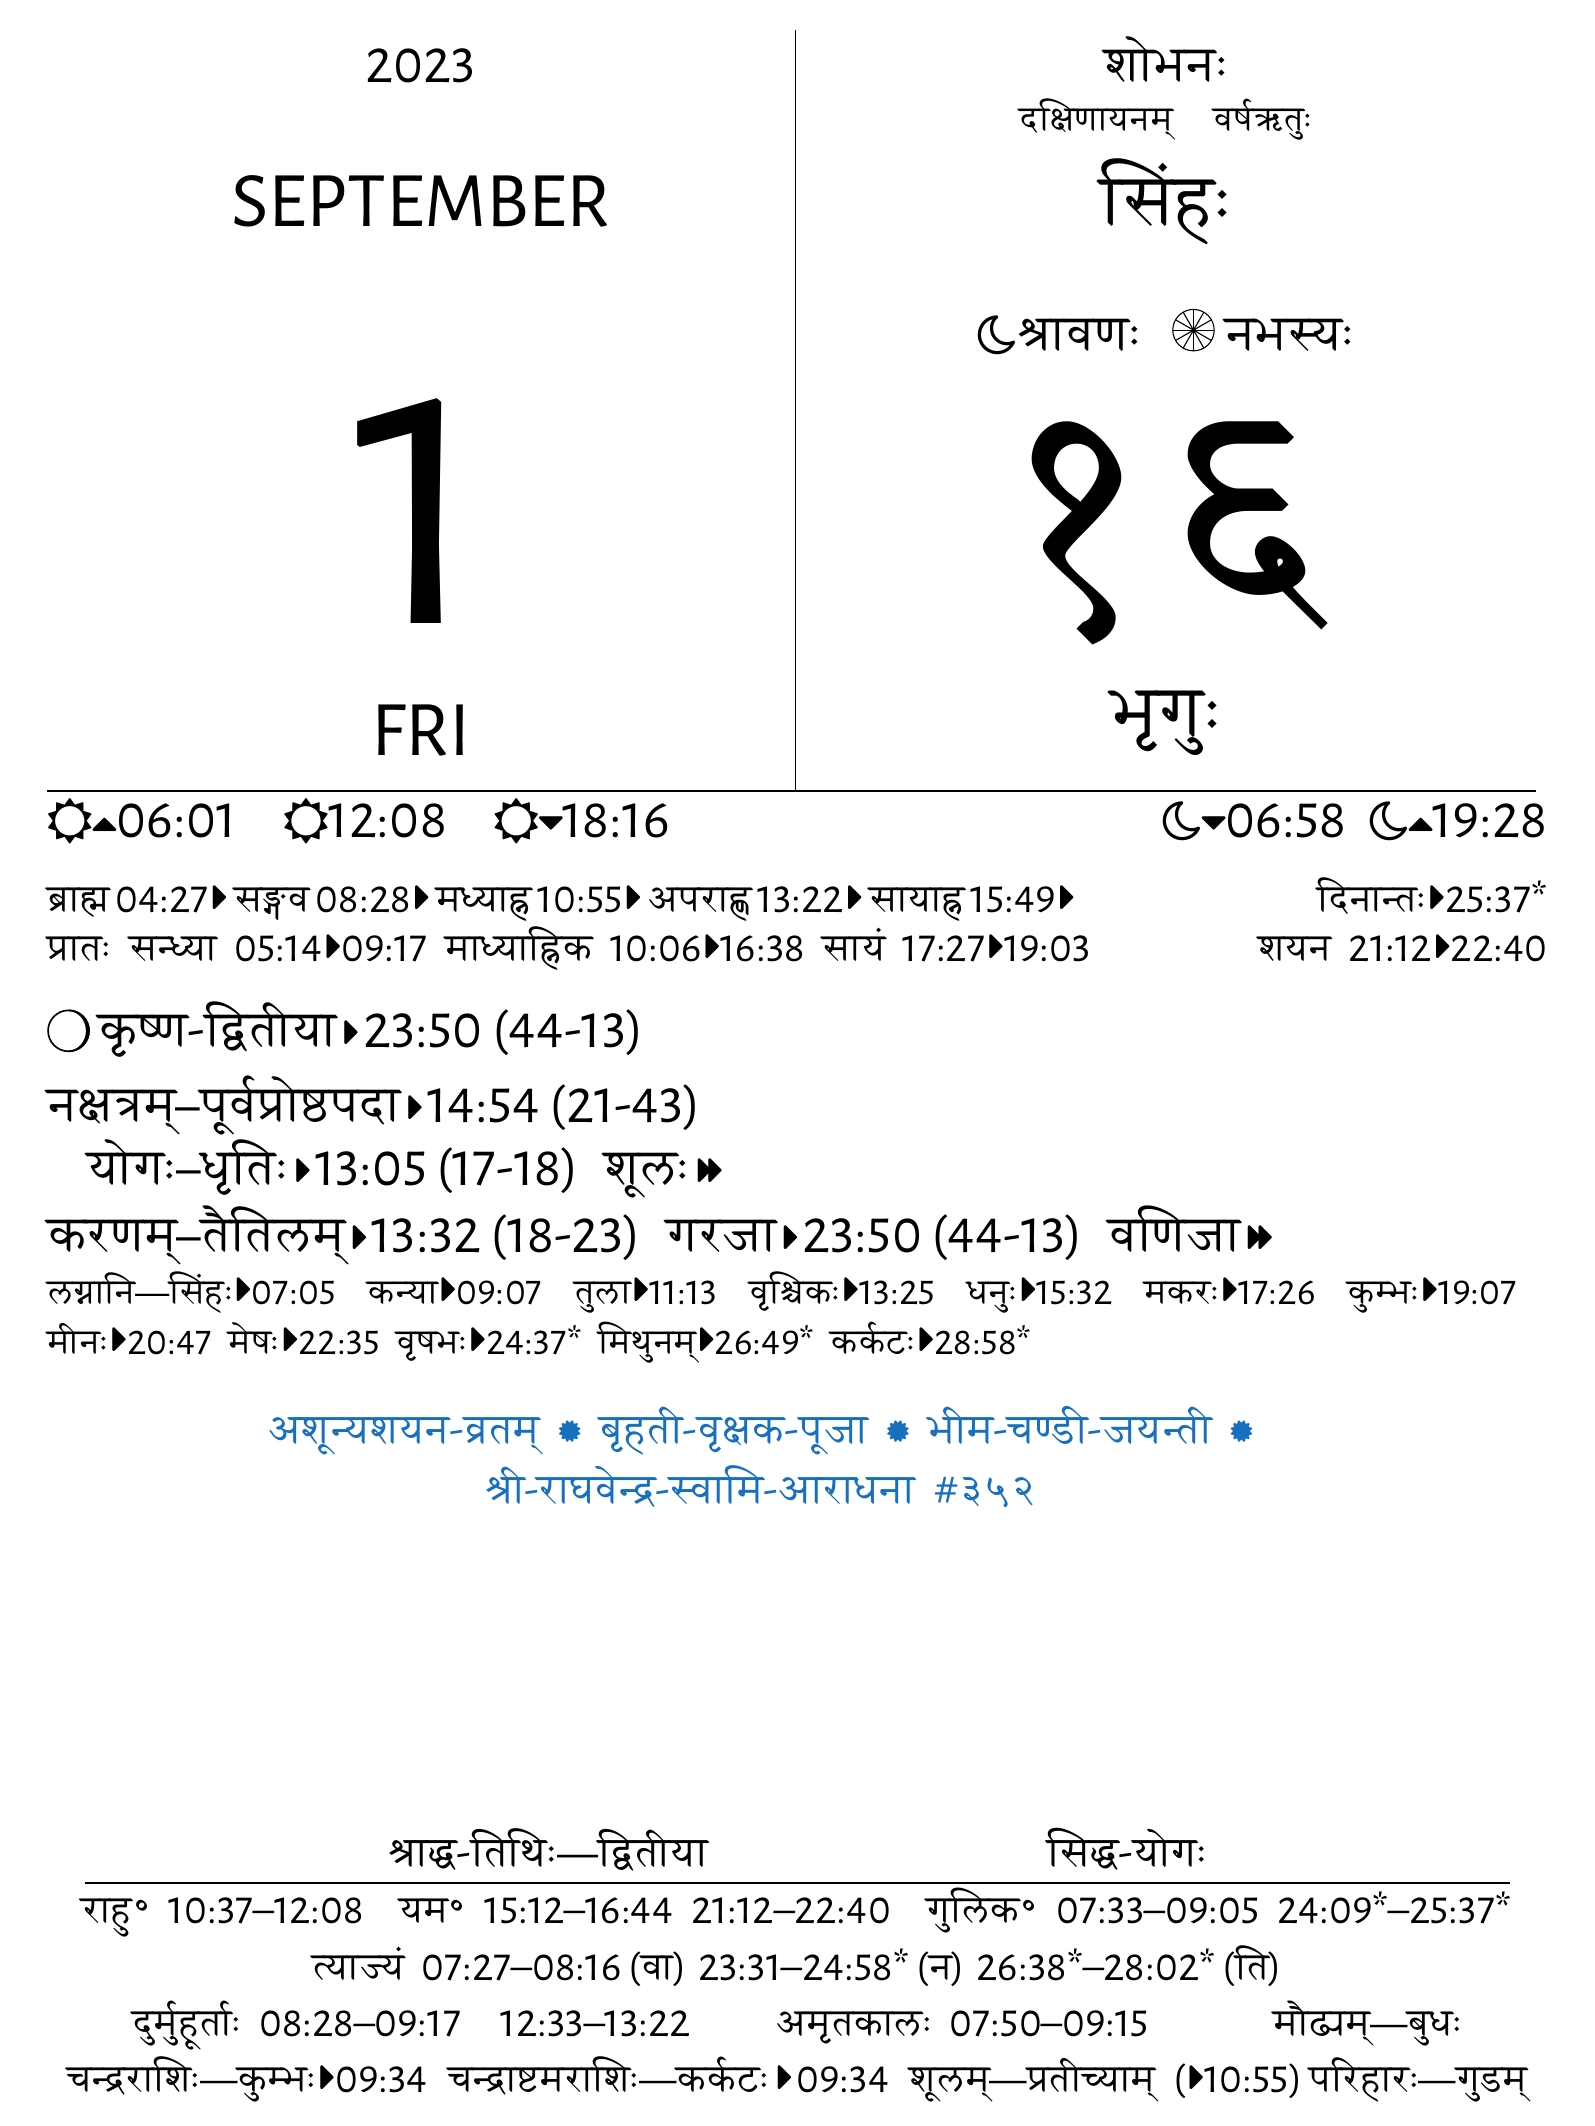 2023
SEPTEMBER
1
FRI
शोभनः
दक्षिणायनम् वर्षऋतुः
सिंहः
श्रावणः नभस्यः
१६
भृगुः
06:01 12:08 18:16 06:58 19:28
ब्राह्म 04:27 सङ्गव 08:28 मध्याह्न 10:55 अपराह्ण 13:22 सायाह्न 15:49 दिनान्तः 25:37*
प्रातः सन्ध्या 05:14 09:17 माध्याह्निक 10:06 16:38 सायं 17:27 19:03 शयन 21:12 22:40
कृष्ण-द्वितीया 23:50 (44-13)
नक्षत्रम्–पूर्वप्रोष्ठपदा 14:54 (21-43)
योगः–धृतिः 13:05 (17-18) शूलः
करणम्–तैतिलम् 13:32 (18-23) गरजा 23:50 (44-13) वणिजा
लग्नानि—सिंहः 07:05 कन्या 09:07 तुला 11:13 वृश्चिकः 13:25 धनुः 15:32 मकरः 17:26 कुम्भः 19:07
मीनः 20:47 मेषः 22:35 वृषभः 24:37* मिथुनम् 26:49* कर्कटः 28:58*
अशून्यशयन-व्रतम् बृहती-वृक्षक-पूजा भीम-चण्डी-जयन्ती
श्री-राघवेन्द्र-स्वामि-आराधना #३५२
श्राद्ध-तिथिः—द्वितीया सिद्ध-योगः
राहु° 10:37–12:08 यम° 15:12–16:44 21:12–22:40 गुलिक° 07:33–09:05 24:09*–25:37*
त्याज्यं 07:27–08:16 (वा) 23:31–24:58* (न) 26:38*–28:02* (ति)
दुर्मुहूर्ताः 08:28–09:17 12:33–13:22 अमृतकालः 07:50–09:15 मौढ्यम्—बुधः
चन्द्रराशिः—कुम्भः 09:34 चन्द्राष्टमराशिः—कर्कटः 09:34 शूलम्—प्रतीच्याम् (10:55) परिहारः—गुडम्